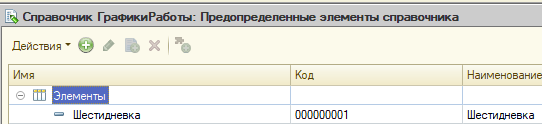 Справочник ГрафикиРаботы: Предопределенные элементы справочника
Действия
Имя Код Наименование
Элементы
Шестидневка 000000001 Шестидневка